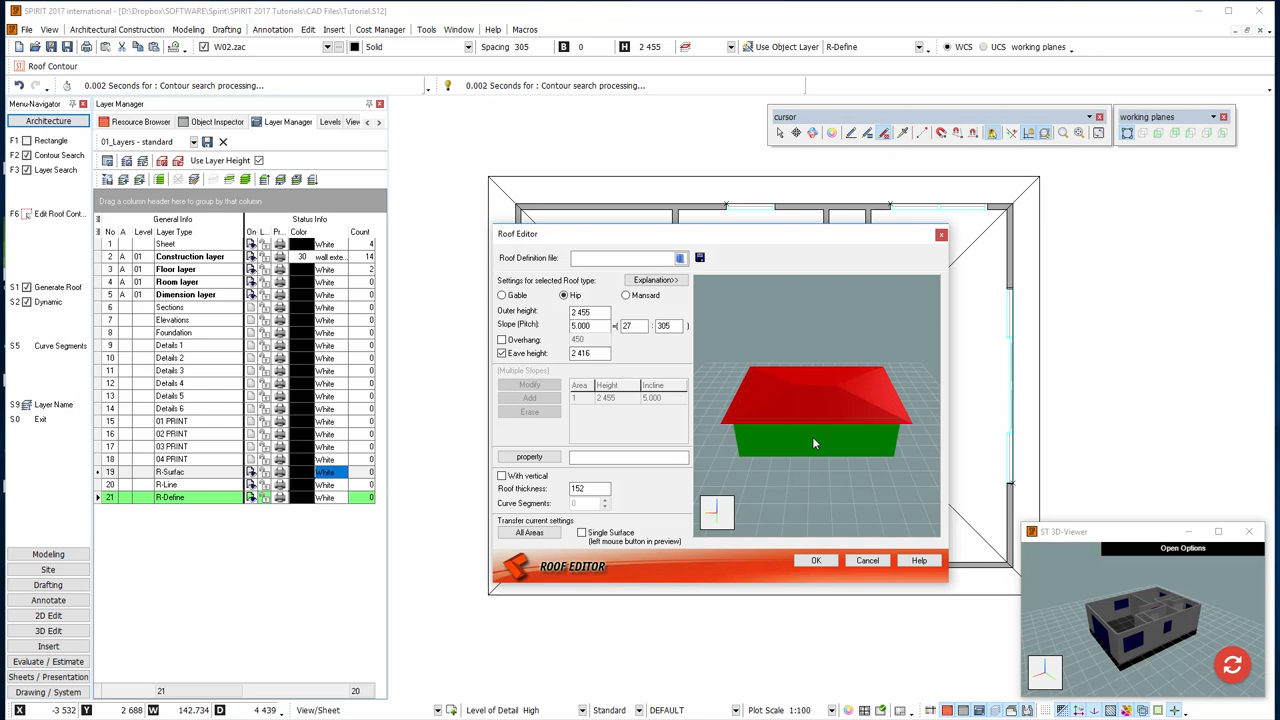 SPIRIT 2017 international - [D:\Dropbox\SOFTWARE\Spirit\SPIRIT 2017 Tutorials\CAD Files\Tutorial.S12]
File View Architectural Construction Modeling Drafting Annotation Edit Insert Cost Manager Tools Window Help Macros
W02.zac Solid Spacing 305 B 0 H 2 455 Use Object Layer R-Define WCS UCS working planes
Roof Contour
0.002 Seconds for : Contour search processing... 0.002 Seconds for : Contour search processing...
Menu-Navigator
Architecture
F1 Rectangle
F2 Contour Search
F3 Layer Search
F6 Edit Roof Cont...
S1 Generate Roof
S2 Dynamic
S5 Curve Segments
S9 Layer Name
S0 Exit
Modeling
Site
Drafting
Annotate
2D Edit
3D Edit
Insert
Evaluate / Estimate
Sheets / Presentation
Drawing / System
Layer Manager
Resource Browser Object Inspector Layer Manager Levels View
01_Layers - standard
Use Layer Height
Drag a column header here to group by that column
General Info Status Info
No A Level Layer Type On L... Pr... Color Count
1 Sheet White 4
2 A 01 Construction layer 30 wall exte... 14
3 A 01 Floor layer White 2
4 A 01 Room layer White 0
5 A 01 Dimension layer White 0
6 Sections White 0
7 Elevations White 0
8 Foundation White 0
9 Details 1 White 0
10 Details 2 White 0
11 Details 3 White 0
12 Details 4 White 0
13 Details 5 White 0
14 Details 6 White 0
15 01 PRINT White 0
16 02 PRINT White 0
17 03 PRINT White 0
18 04 PRINT White 0
19 R-Surfac White 0
20 R-Line White 0
21 R-Define White 0
21 20
cursor
working planes
Roof Editor
Roof Definition file:
Settings for selected Roof type: Explanation>>
Gable Hip Mansard
Outer height: 2 455
Slope (Pitch): 5.000 =( 27 : 305 )
Overhang: 450
Eave height: 2 416
(Multiple Slopes)
Modify Area Height Incline
Add 1 2 455 5.000
Erase
property
With vertical
Roof thickness: 152
Curve Segments: 0
Transfer current settings
All Areas Single Surface
(left mouse button in preview)
ROOF EDITOR OK Cancel Help
ST 3D-Viewer
Open Options
X -3 532 Y 2 688 W 142.734 D 4 439 View/Sheet Level of Detail High Standard DEFAULT Plot Scale 1:100